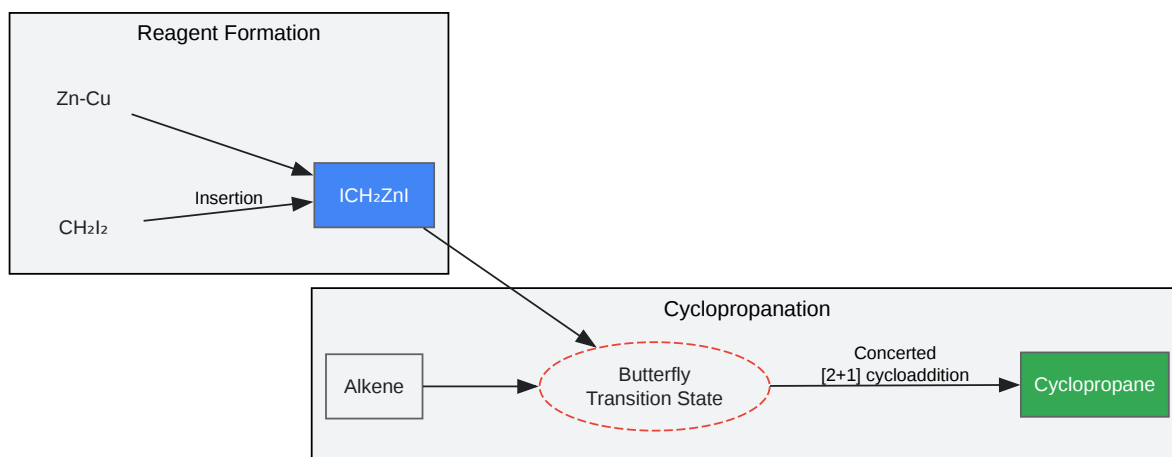 Reagent Formation
Zn-Cu
Insertion
ICH₂ZnI
CH₂I₂
Cyclopropanation
Alkene
Butterfly
Transition State
Concerted
[2+1] cycloaddition
Cyclopropane